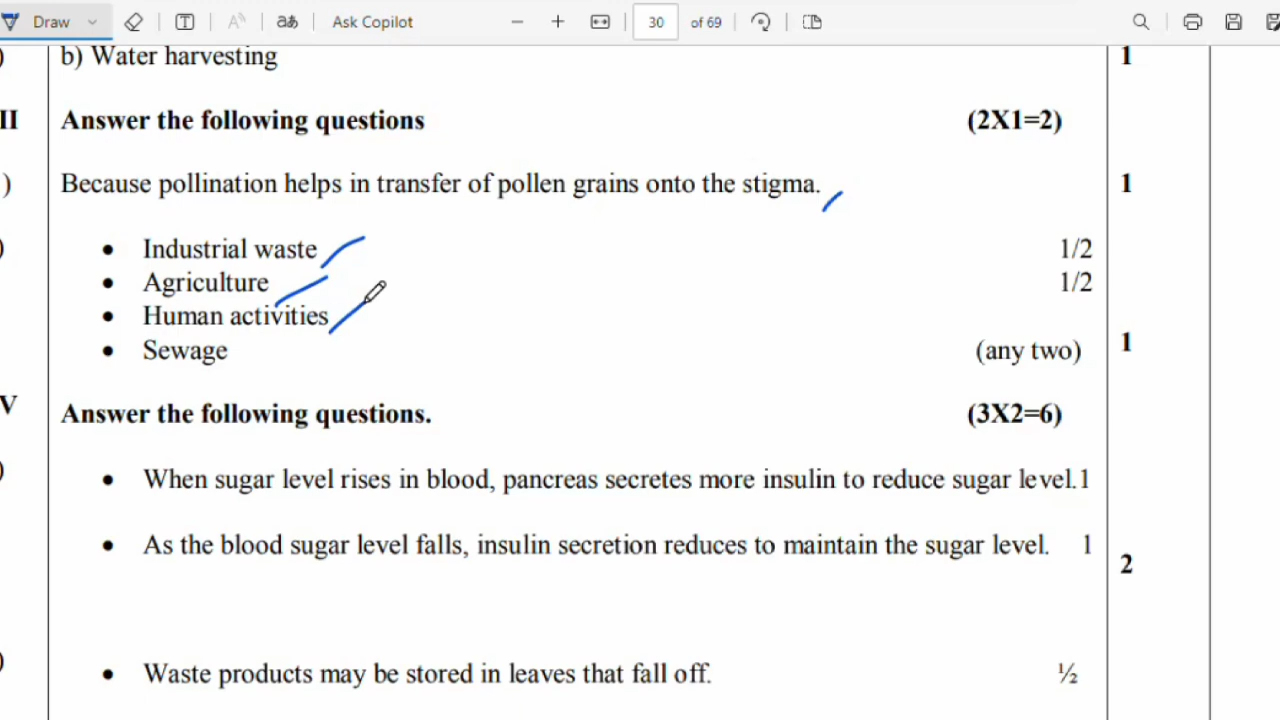 Draw aあ Ask Copilot 30 of 69
b) Water harvesting 1
II Answer the following questions (2X1=2)
) Because pollination helps in transfer of pollen grains onto the stigma. 1
) • Industrial waste 1/2
• Agriculture 1/2
• Human activities
• Sewage (any two) 1
V Answer the following questions. (3X2=6)
) • When sugar level rises in blood, pancreas secretes more insulin to reduce sugar level.1
• As the blood sugar level falls, insulin secretion reduces to maintain the sugar level. 1
2
) • Waste products may be stored in leaves that fall off. ½